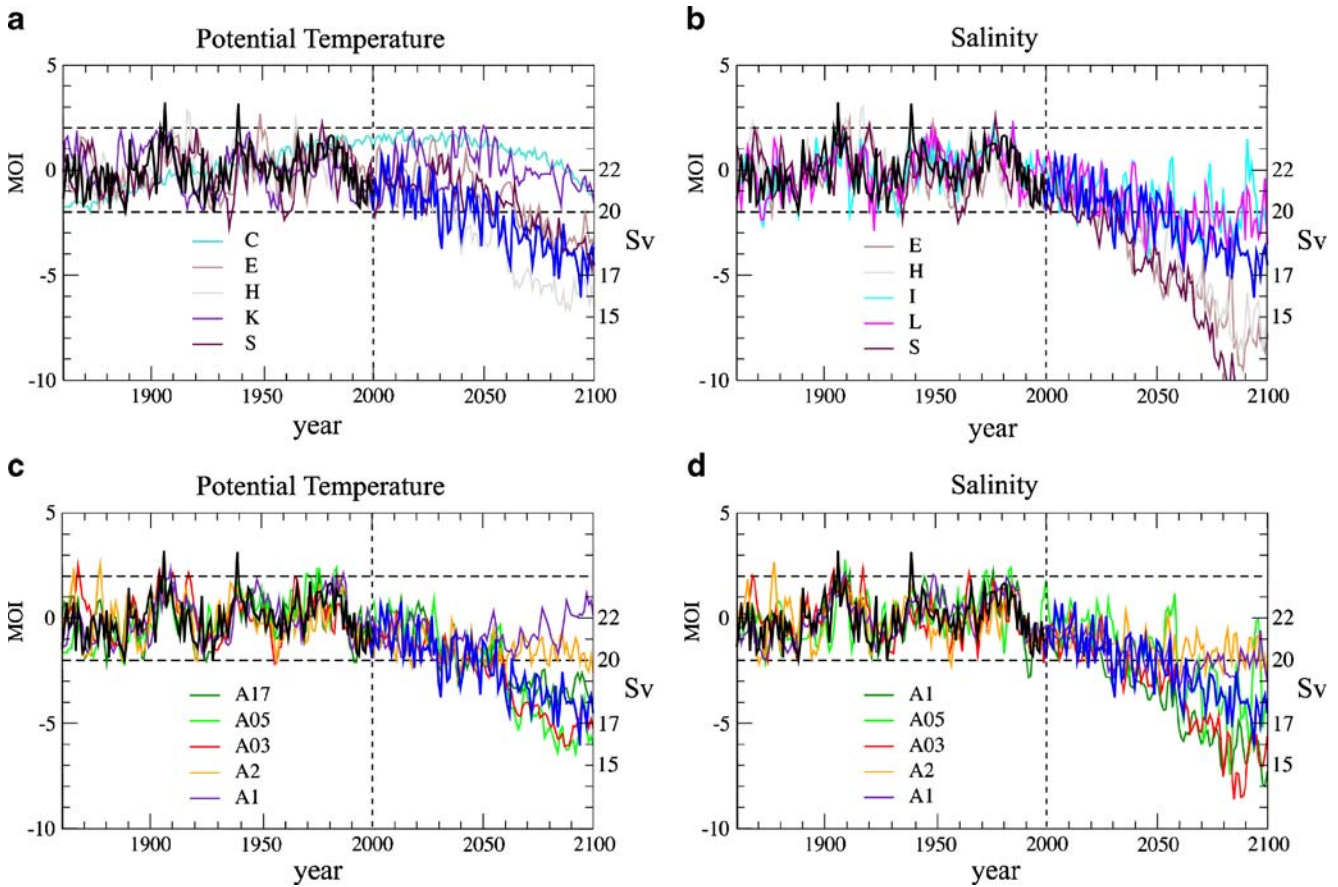 a
Potential Temperature
5
0
-5
-10
MOI
22
20
17
15
Sv
C
E
H
K
S
1900
1950
2000
2050
2100
year
b
Salinity
5
0
-5
-10
MOI
22
20
17
15
Sv
E
H
I
L
S
1900
1950
2000
2050
2100
year
c
Potential Temperature
5
0
-5
-10
MOI
22
20
17
15
Sv
A17
A05
A03
A2
A1
1900
1950
2000
2050
2100
year
d
Salinity
5
0
-5
-10
MOI
22
20
17
15
Sv
A1
A05
A03
A2
A1
1900
1950
2000
2050
2100
year